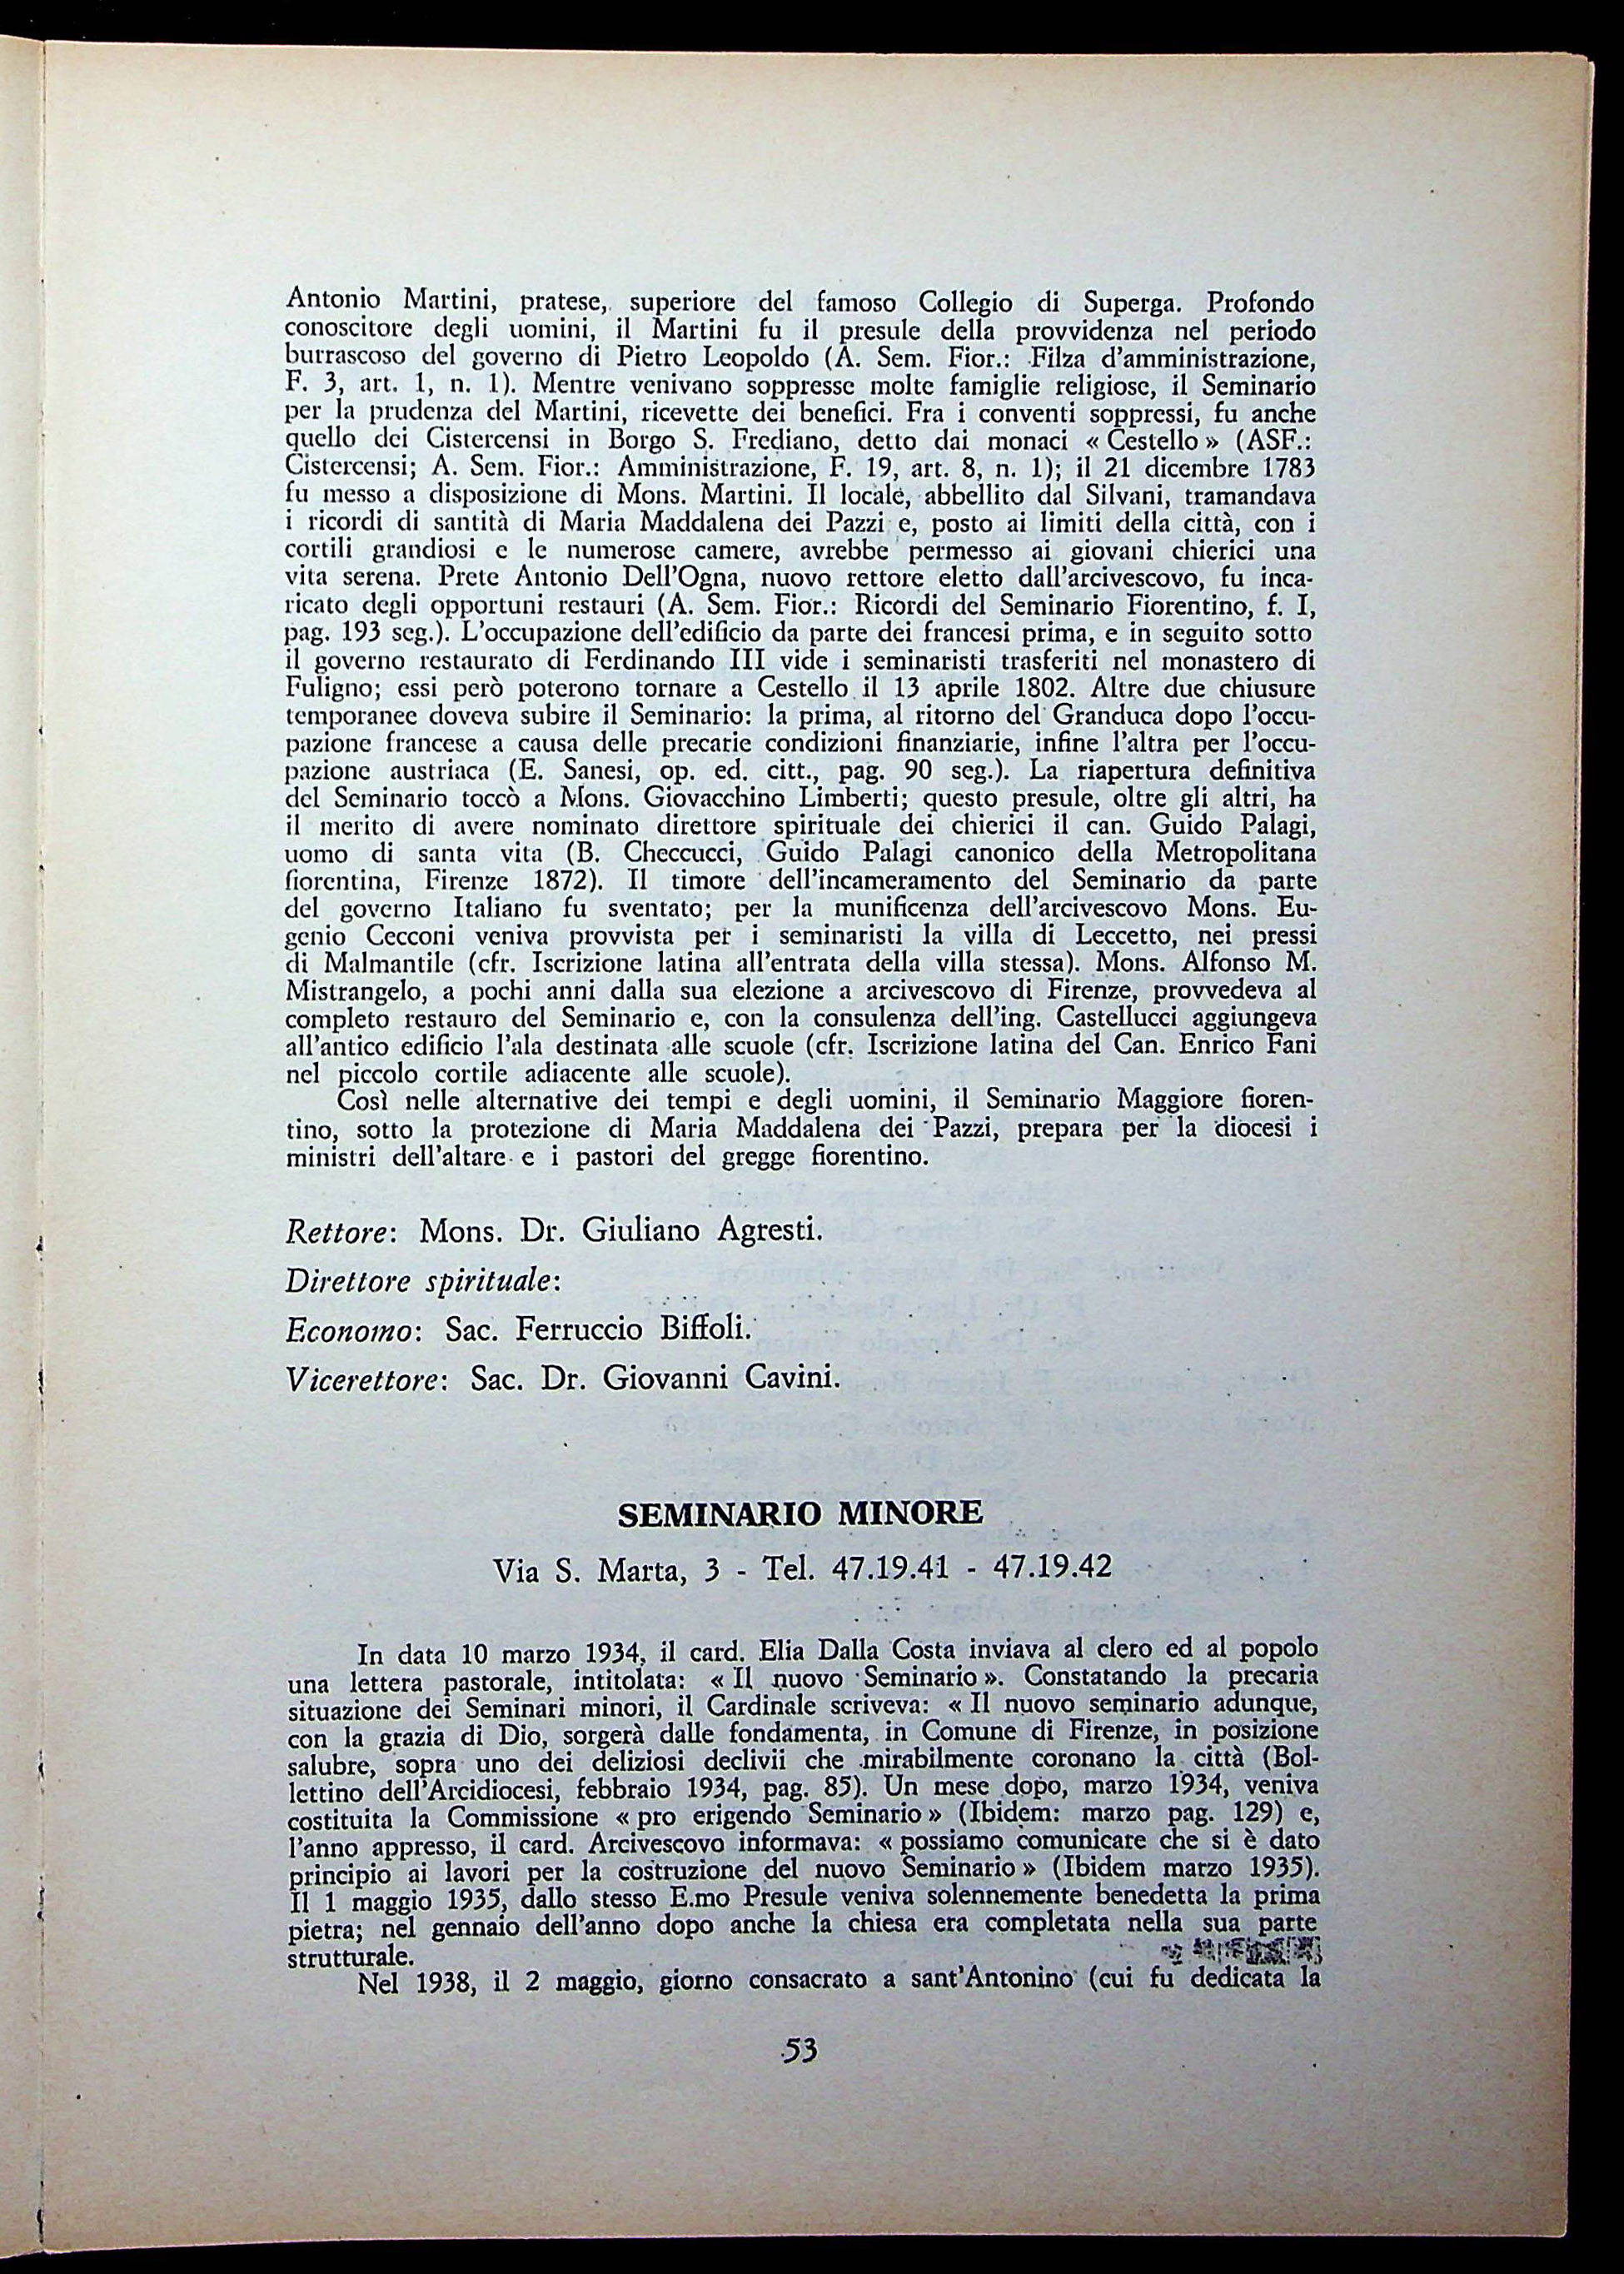 Antonio Martini, pratese, superiore del famoso Collegio di Superga. Profondo
conoscitore degli uomini, il Martini fu il presule della provvidenza nel periodo
burrascoso del governo di Pietro Leopoldo (A. Sem. Fior.: Filza d'amministrazione,
F. 3, art. 1, n. 1). Mentre venivano soppresse molte famiglie religiose, il Seminario
per la prudenza del Martini, ricevette dei benefici. Fra i conventi soppressi, fu anche
quello dei Cistercensi in Borgo S. Frediano, detto dai monaci « Cestello » (ASF.:
Cistercensi; A. Sem. Fior.: Amministrazione, F. 19, art. 8, n. 1); il 21 dicembre 1783
fu messo a disposizione di Mons. Martini. Il locale, abbellito dal Silvani, tramandava
i ricordi di santità di Maria Maddalena dei Pazzi e, posto ai limiti della città, con i
cortili grandiosi e le numerose camere, avrebbe permesso ai giovani chierici una
vita serena. Prete Antonio Dell'Ogna, nuovo rettore eletto dall'arcivescovo, fu inca-
ricato degli opportuni restauri (A. Sem. Fior.: Ricordi del Seminario Fiorentino, f. I,
pag. 193 seg.). L'occupazione dell'edificio da parte dei francesi prima, e in seguito sotto
il governo restaurato di Ferdinando III vide i seminaristi trasferiti nel monastero di
Fuligno; essi però poterono tornare a Cestello il 13 aprile 1802. Altre due chiusure
temporanee doveva subire il Seminario: la prima, al ritorno del Granduca dopo l'occu-
pazione francese a causa delle precarie condizioni finanziarie, infine l'altra per l'occu-
pazione austriaca (E. Sanesi, op. ed. citt., pag. 90 seg.). La riapertura definitiva
del Seminario toccò a Mons. Giovacchino Limberti; questo presule, oltre gli altri, ha
il merito di avere nominato direttore spirituale dei chierici il can. Guido Palagi,
uomo di santa vita (B. Checcucci, Guido Palagi canonico della Metropolitana
fiorentina, Firenze 1872). Il timore dell'incameramento del Seminario da parte
del governo Italiano fu sventato; per la munificenza dell'arcivescovo Mons. Eu-
genio Cecconi veniva provvista per i seminaristi la villa di Leccetto, nei pressi
di Malmantile (cfr. Iscrizione latina all'entrata della villa stessa). Mons. Alfonso M.
Mistrangelo, a pochi anni dalla sua elezione a arcivescovo di Firenze, provvedeva al
completo restauro del Seminario e, con la consulenza dell'ing. Castellucci aggiungeva
all'antico edificio l'ala destinata alle scuole (cfr. Iscrizione latina del Can. Enrico Fani
nel piccolo cortile adiacente alle scuole).
Così nelle alternative dei tempi e degli uomini, il Seminario Maggiore fioren-
tino, sotto la protezione di Maria Maddalena dei Pazzi, prepara per la diocesi i
ministri dell'altare e i pastori del gregge fiorentino.
Rettore: Mons. Dr. Giuliano Agresti.
Direttore spirituale:
Economo: Sac. Ferruccio Biffoli.
Vicerettore: Sac. Dr. Giovanni Cavini.
SEMINARIO MINORE
Via S. Marta, 3 - Tel. 47.19.41 - 47.19.42
In data 10 marzo 1934, il card. Elia Dalla Costa inviava al clero ed al popolo
una lettera pastorale, intitolata: « Il nuovo Seminario ». Constatando la precaria
situazione dei Seminari minori, il Cardinale scriveva: « Il nuovo seminario adunque,
con la grazia di Dio, sorgerà dalle fondamenta, in Comune di Firenze, in posizione
salubre, sopra uno dei deliziosi declivii che mirabilmente coronano la città (Bol-
lettino dell'Arcidiocesi, febbraio 1934, pag. 85). Un mese dopo, marzo 1934, veniva
costituita la Commissione « pro erigendo Seminario » (Ibidem: marzo pag. 129) e,
l'anno appresso, il card. Arcivescovo informava: « possiamo comunicare che si è dato
principio ai lavori per la costruzione del nuovo Seminario » (Ibidem marzo 1935).
Il 1 maggio 1935, dallo stesso E.mo Presule veniva solennemente benedetta la prima
pietra; nel gennaio dell'anno dopo anche la chiesa era completata nella sua parte
strutturale.
Nel 1938, il 2 maggio, giorno consacrato a sant'Antonino (cui fu dedicata la
53